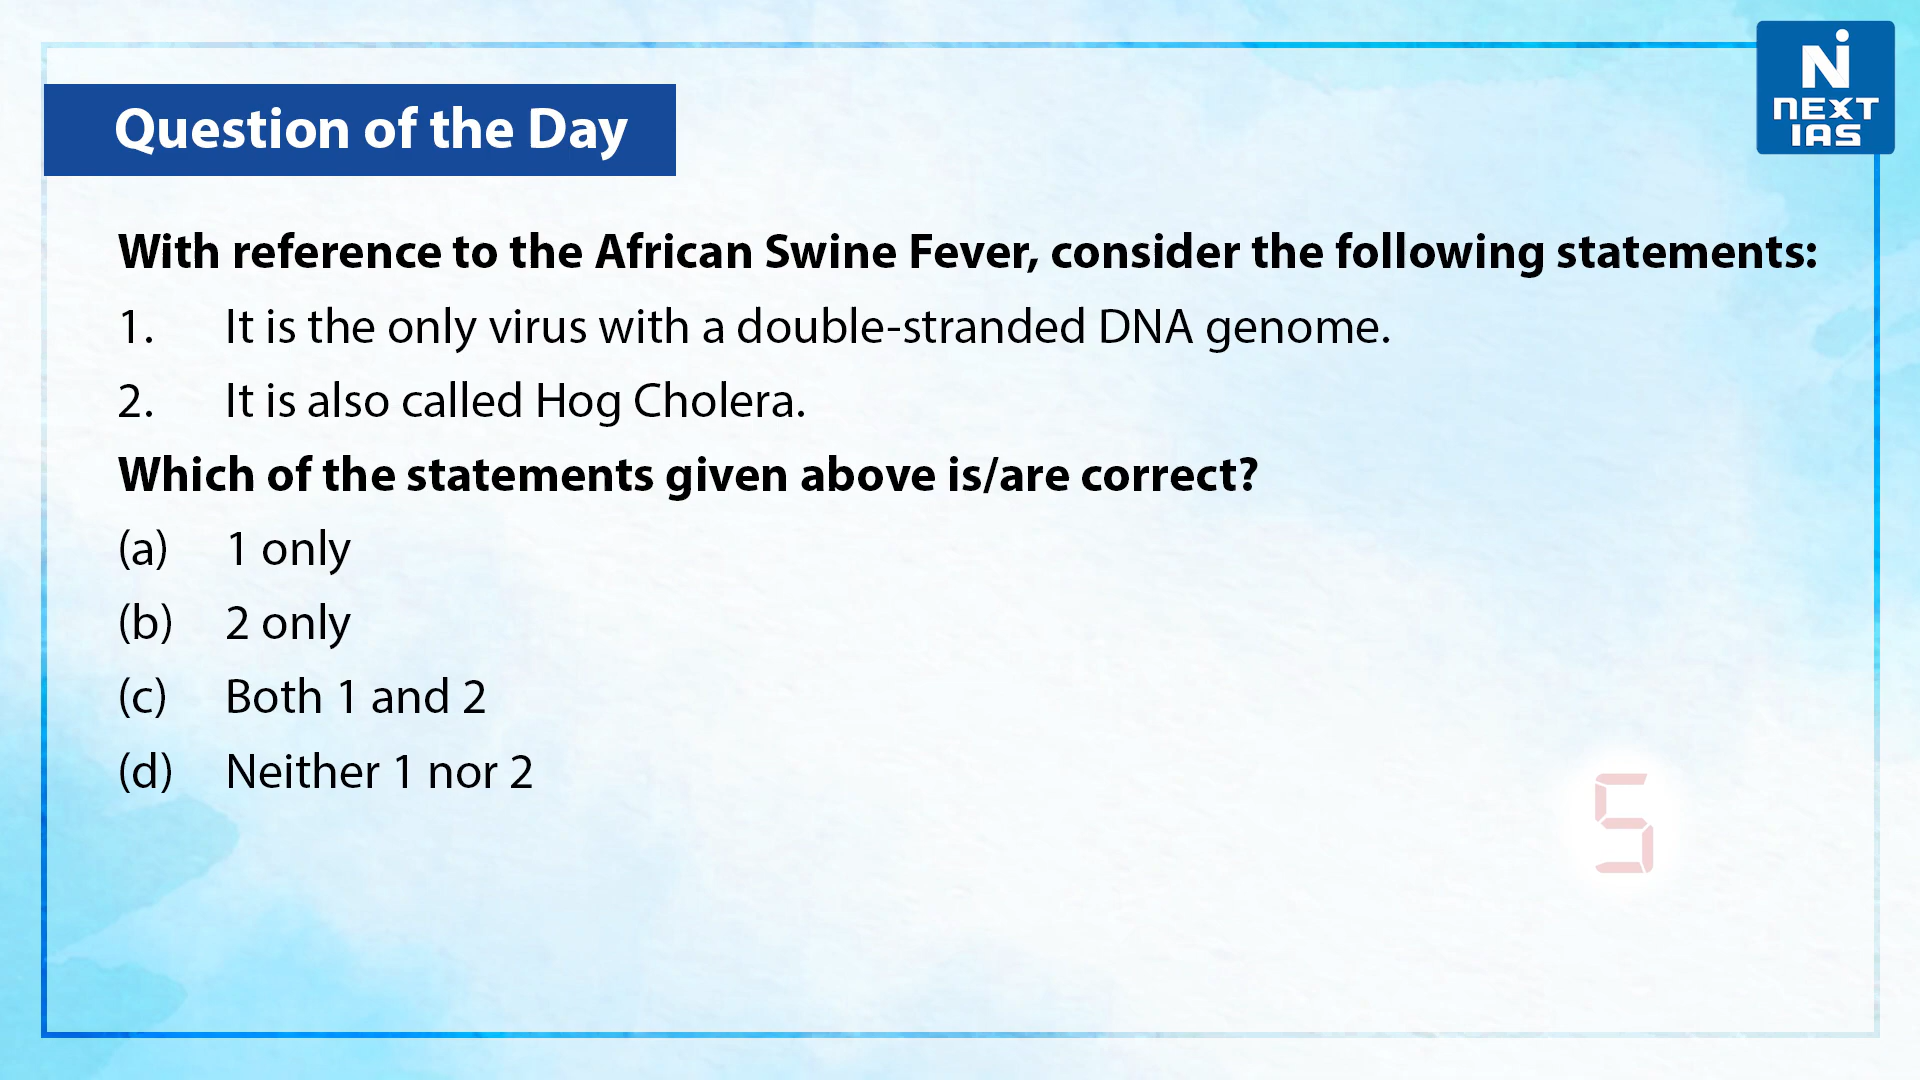 NEXT
IAS
Question of the Day
With reference to the African Swine Fever, consider the following statements:
1. It is the only virus with a double-stranded DNA genome.
2. It is also called Hog Cholera.
Which of the statements given above is/are correct?
(a) 1 only
(b) 2 only
(c) Both 1 and 2
(d) Neither 1 nor 2
5